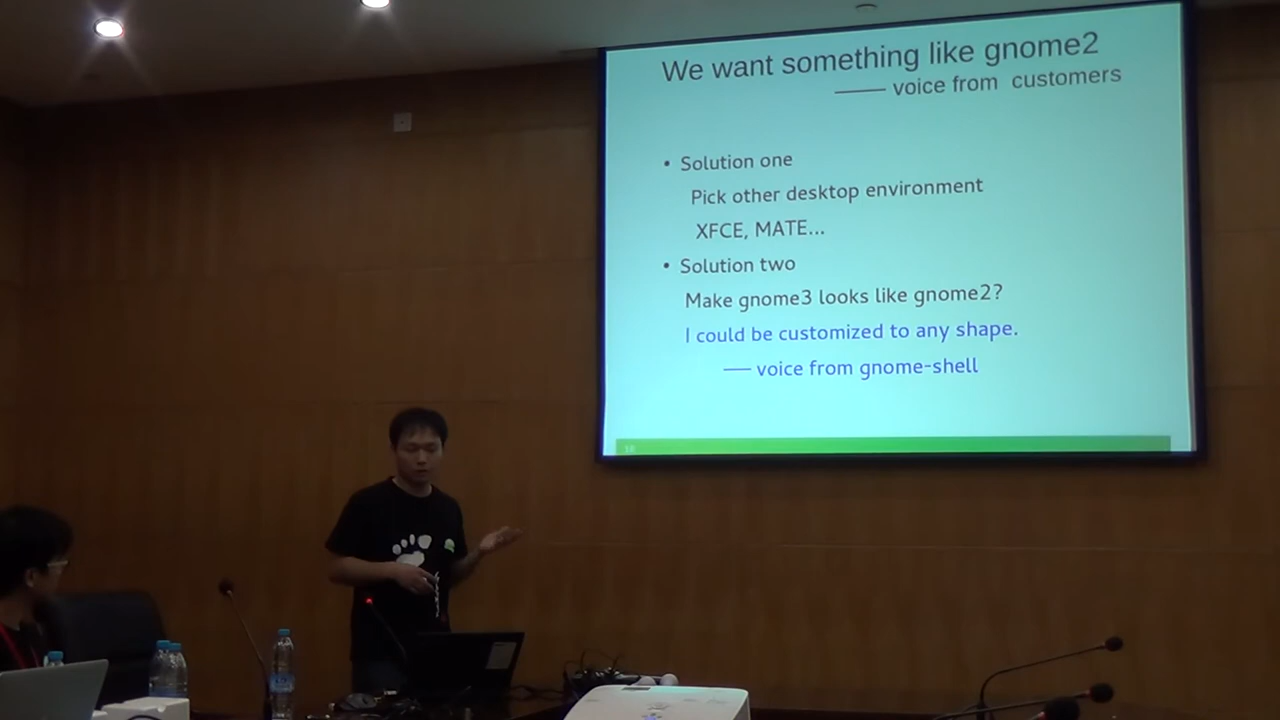 We want something like gnome2
—— voice from customers
• Solution one
Pick other desktop environment
XFCE, MATE...
• Solution two
Make gnome3 looks like gnome2?
I could be customized to any shape.
—— voice from gnome-shell